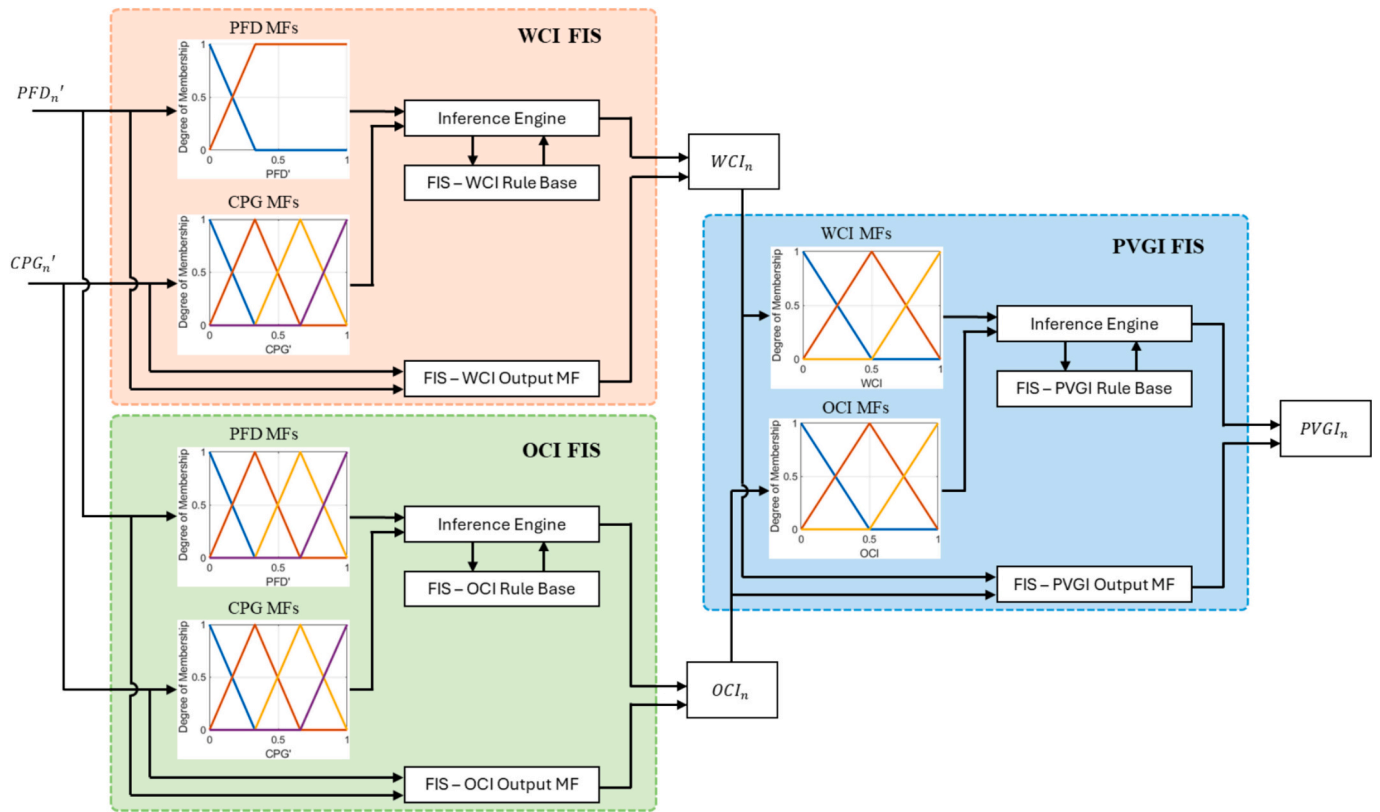 PFDn'
CPGn'
WCI FIS
PFD MFs
Degree of Membership
1
0.5
0
0
0.5
1
PFD'
CPG MFs
Degree of Membership
1
0.5
0
0
0.5
1
CPG'
Inference Engine
FIS – WCI Rule Base
FIS – WCI Output MF
OCI FIS
PFD MFs
Degree of Membership
1
0.5
0
0
0.5
1
PFD'
CPG MFs
Degree of Membership
1
0.5
0
0
0.5
1
CPG'
Inference Engine
FIS – OCI Rule Base
FIS – OCI Output MF
WCIn
OCIn
PVGI FIS
WCI MFs
Degree of Membership
1
0.5
0
0
0.5
1
WCI
OCI MFs
Degree of Membership
1
0.5
0
0
0.5
1
OCI
Inference Engine
FIS – PVGI Rule Base
FIS – PVGI Output MF
PVGIn